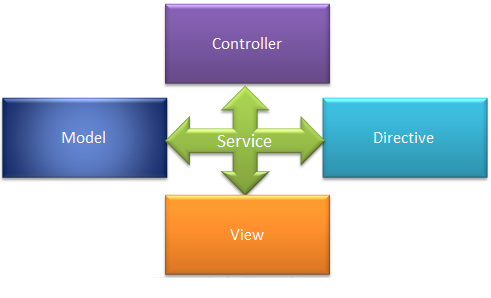 Controller
Model
Service
Directive
View